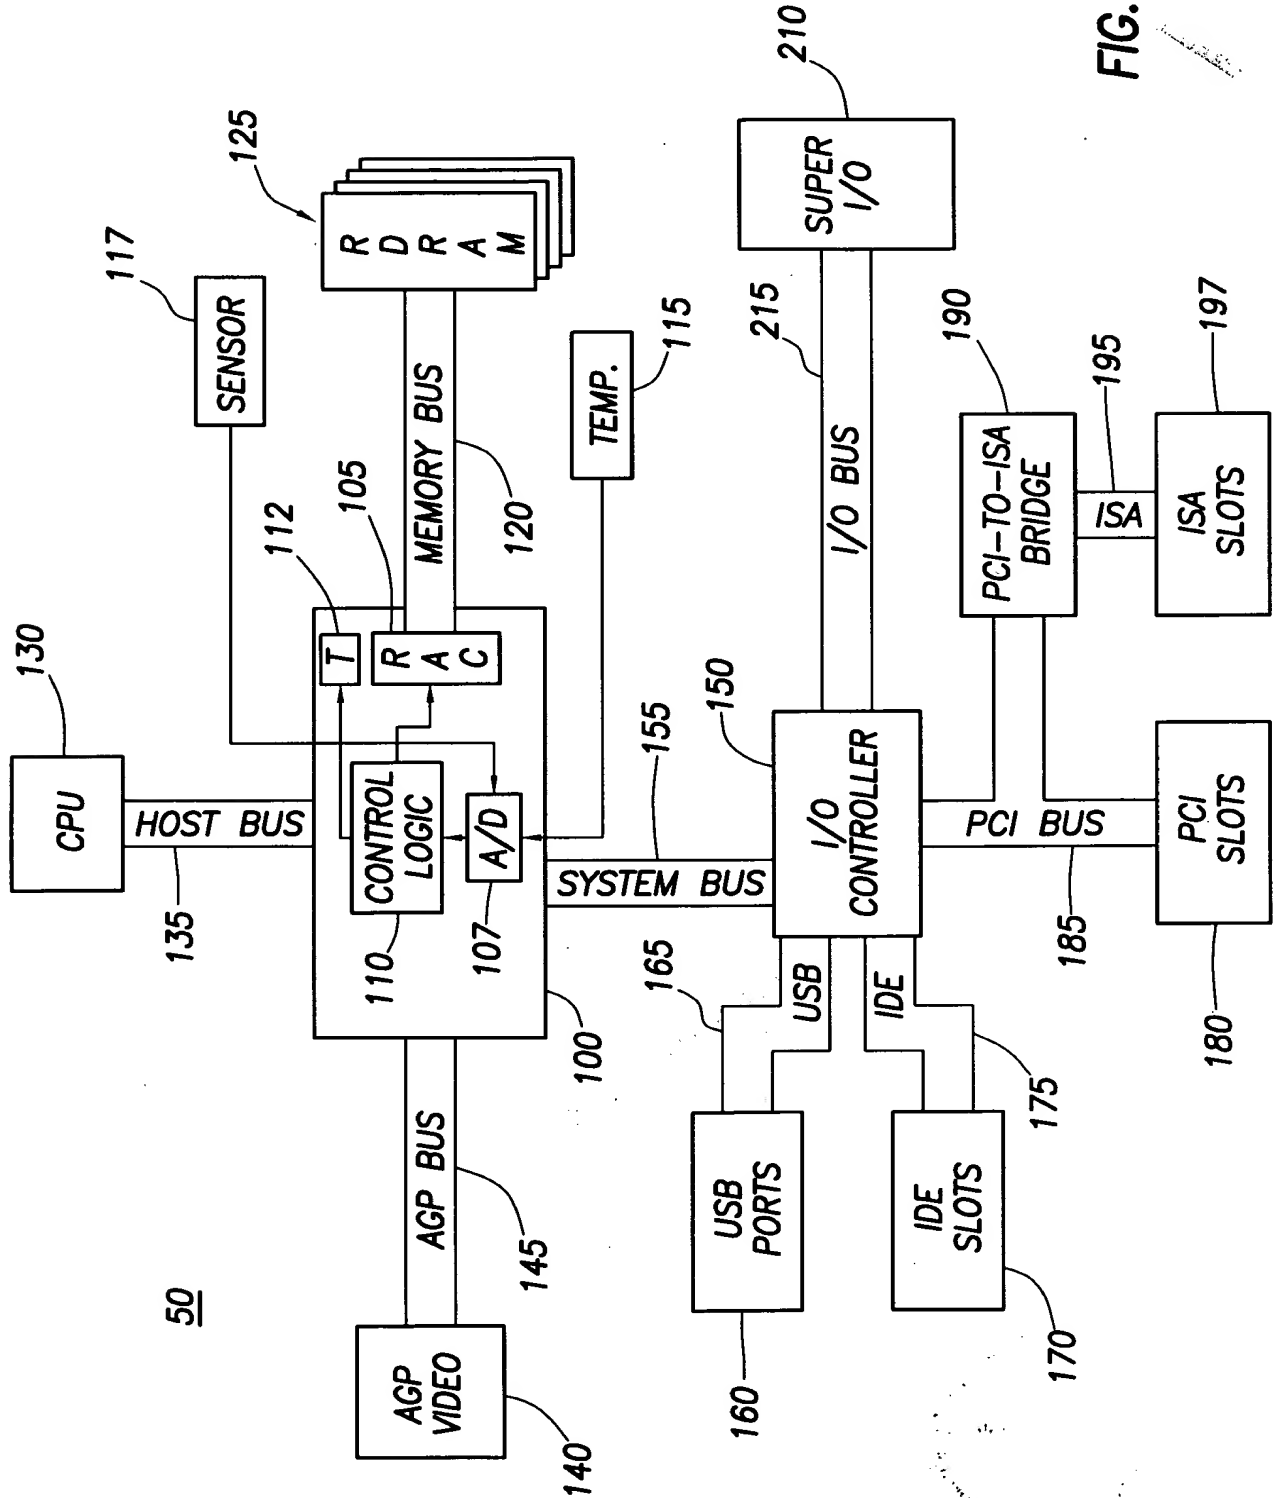 50
130
CPU
HOST BUS
135
117
SENSOR
125
R D R A M
MEMORY BUS
120
105
112
T
R A C
CONTROL
LOGIC
110
A/D
107
100
115
TEMP.
AGP
VIDEO
140
AGP BUS
145
SYSTEM BUS
155
150
I/O
CONTROLLER
I/O BUS
215
SUPER
I/O
210
USB
PORTS
160
USB
165
IDE
SLOTS
170
IDE
175
PCI BUS
185
PCI
SLOTS
180
PCI-TO-ISA
BRIDGE
190
ISA
195
ISA
SLOTS
197
FIG.